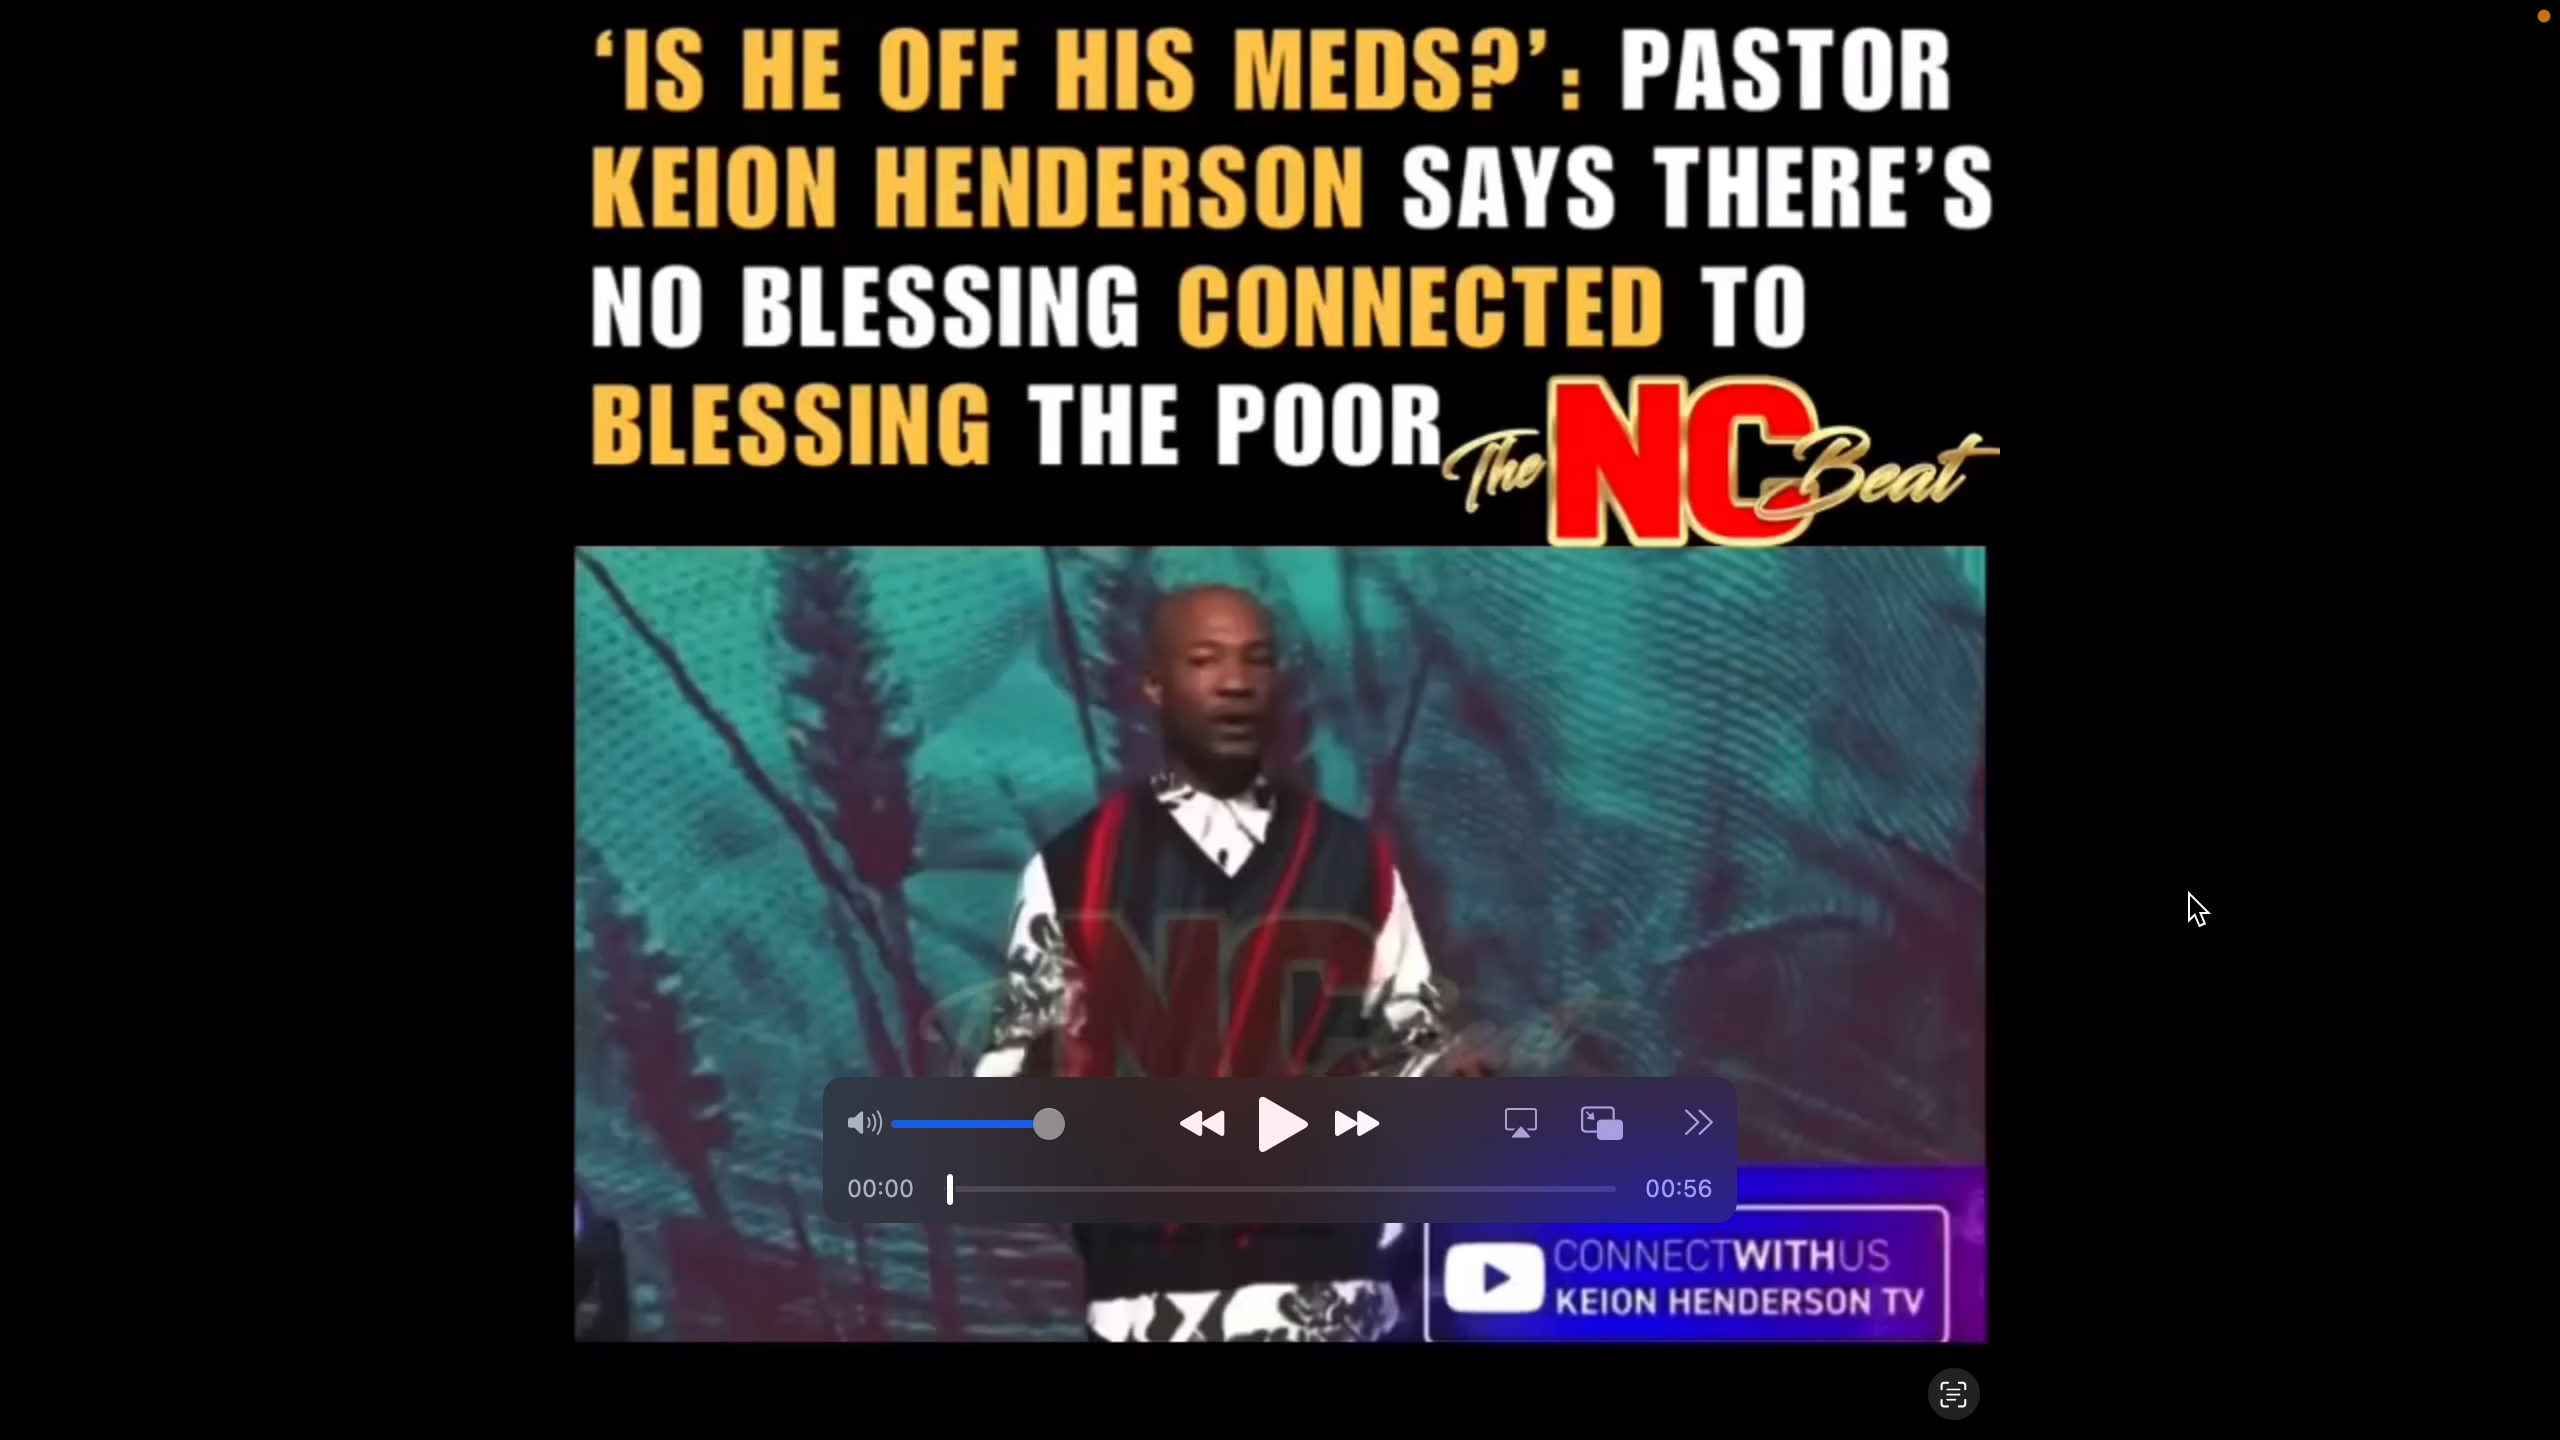 ‘IS HE OFF HIS MEDS?’: PASTOR
KEION HENDERSON SAYS THERE’S
NO BLESSING CONNECTED TO
BLESSING THE POOR
The NC Beat
NC
00:00
00:56
CONNECTWITHUS
KEION HENDERSON TV